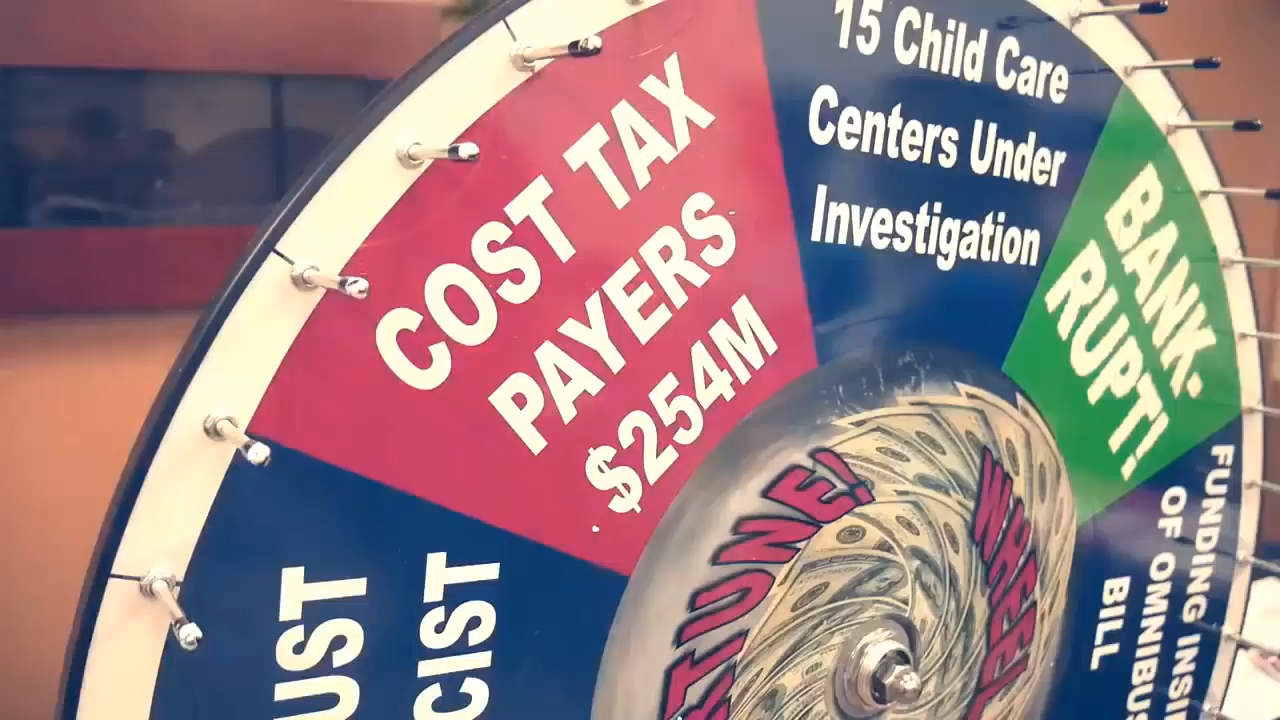 COST TAX
PAYERS
$254M
15 Child Care
Centers Under
Investigation
BANK-
RUPT!
FUNDING INSI
OF OMNIBUS
BILL
UST
CIST
WHEEL
RTUNE!